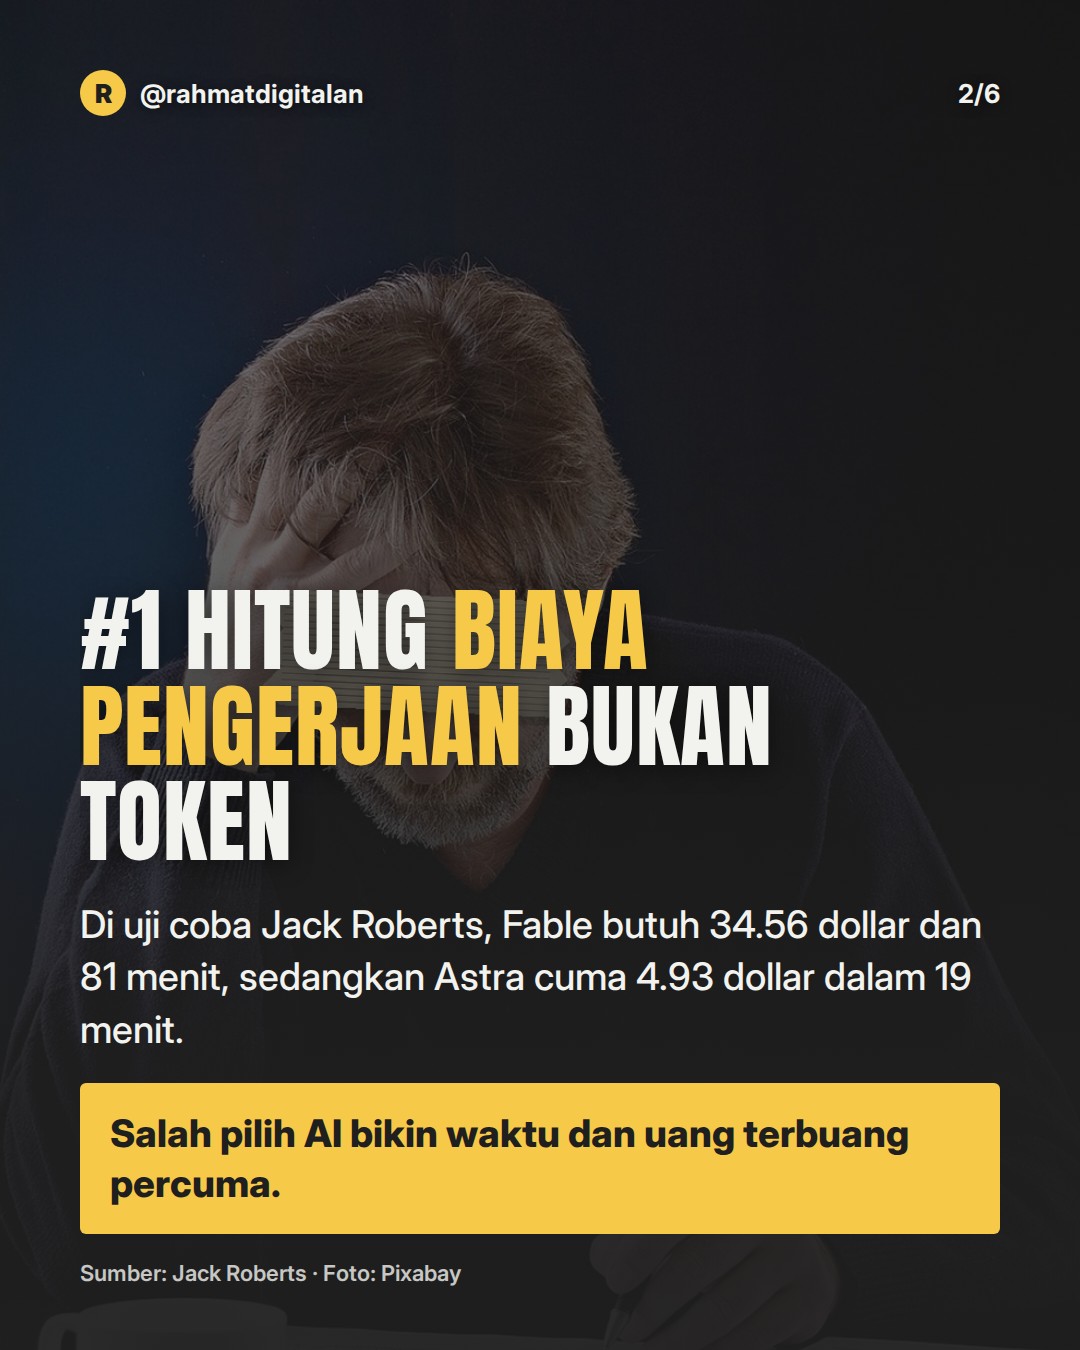 R @rahmatdigitalan 2/6
#1 HITUNG BIAYA
PENGERJAAN BUKAN
TOKEN
Di uji coba Jack Roberts, Fable butuh 34.56 dollar dan
81 menit, sedangkan Astra cuma 4.93 dollar dalam 19
menit.
Salah pilih AI bikin waktu dan uang terbuang
percuma.
Sumber: Jack Roberts · Foto: Pixabay